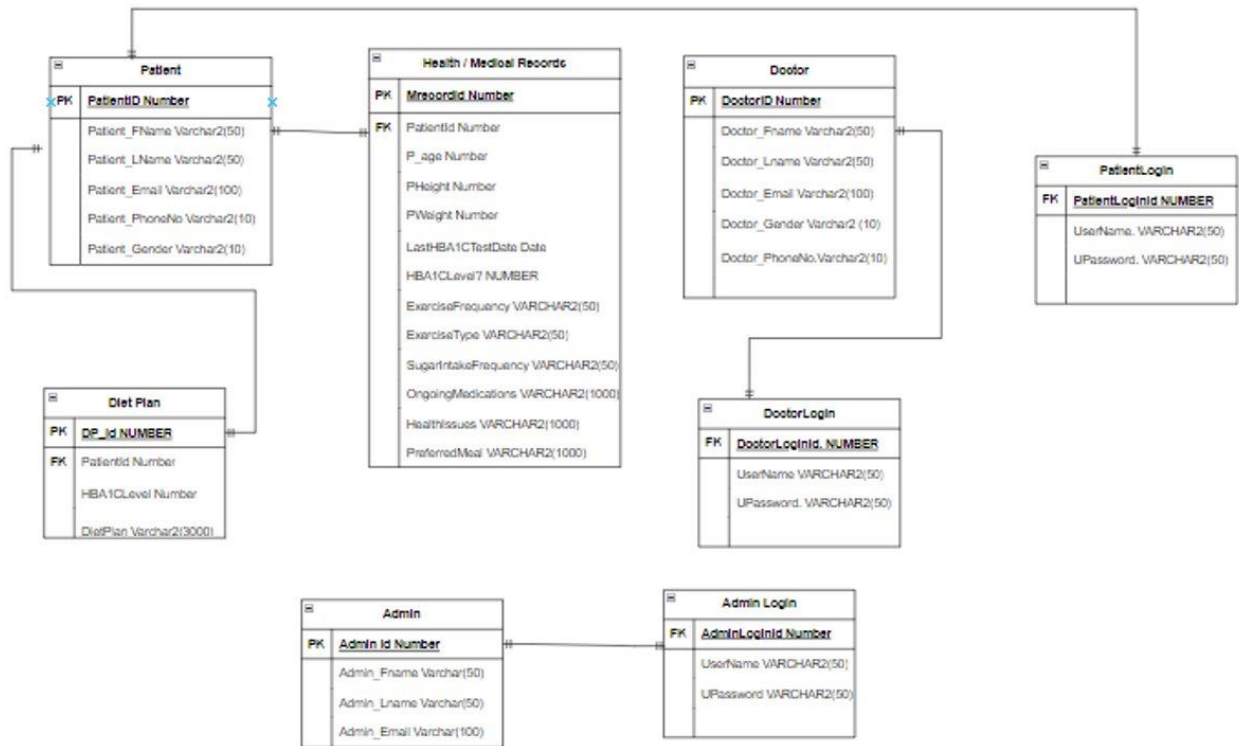 Patient
PK PatientID Number
Patient_FName Varchar2(50)
Patient_LName Varchar2(50)
Patient_Email Varchar2(100)
Patient_PhoneNo Varchar2(10)
Patient_Gender Varchar2(10)
Health / Medical Records
PK MrecordId Number
FK PatientId Number
P_age Number
PHeight Number
PWeight Number
LastHBA1CTestDate Date
HBA1CLevel? NUMBER
ExerciseFrequency VARCHAR2(50)
ExerciseType VARCHAR2(50)
SugarIntakeFrequency VARCHAR2(50)
OngoingMedications VARCHAR2(1000)
HealthIssues VARCHAR2(1000)
PreferredMeal VARCHAR2(1000)
Doctor
PK DoctorID Number
Doctor_Fname Varchar2(50)
Doctor_Lname Varchar2(50)
Doctor_Email Varchar2(100)
Doctor_Gender Varchar2 (10)
Doctor_PhoneNo.Varchar2(10)
PatientLogin
FK PatientLoginId NUMBER
UserName. VARCHAR2(50)
UPassword. VARCHAR2(50)
Diet Plan
PK DP_Id NUMBER
FK PatientId Number
HBA1CLevel Number
DietPlan Varchar2(3000)
DoctorLogin
FK DoctorLoginId. NUMBER
UserName VARCHAR2(50)
UPassword. VARCHAR2(50)
Admin
PK Admin Id Number
Admin_Fname Varchar(50)
Admin_Lname Varchar(50)
Admin_Email Varchar(100)
Admin Login
FK AdminLoginId Number
UserName VARCHAR2(50)
UPassword VARCHAR2(50)